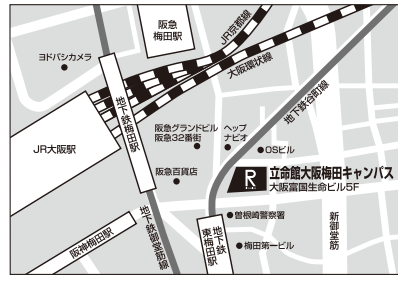 阪急
梅田駅
JR京都線
ヨドバシカメラ
大阪環状線
地下鉄梅田駅
地下鉄谷町線
JR大阪駅
阪急グランドビル
阪急32番街
ヘップ
ナビオ
OSビル
阪急百貨店
R
立命館大阪梅田キャンパス
大阪富国生命ビル5F
地下鉄御堂筋線
阪神梅田駅
地下鉄
東梅田駅
曽根崎警察署
梅田第一ビル
新御堂筋